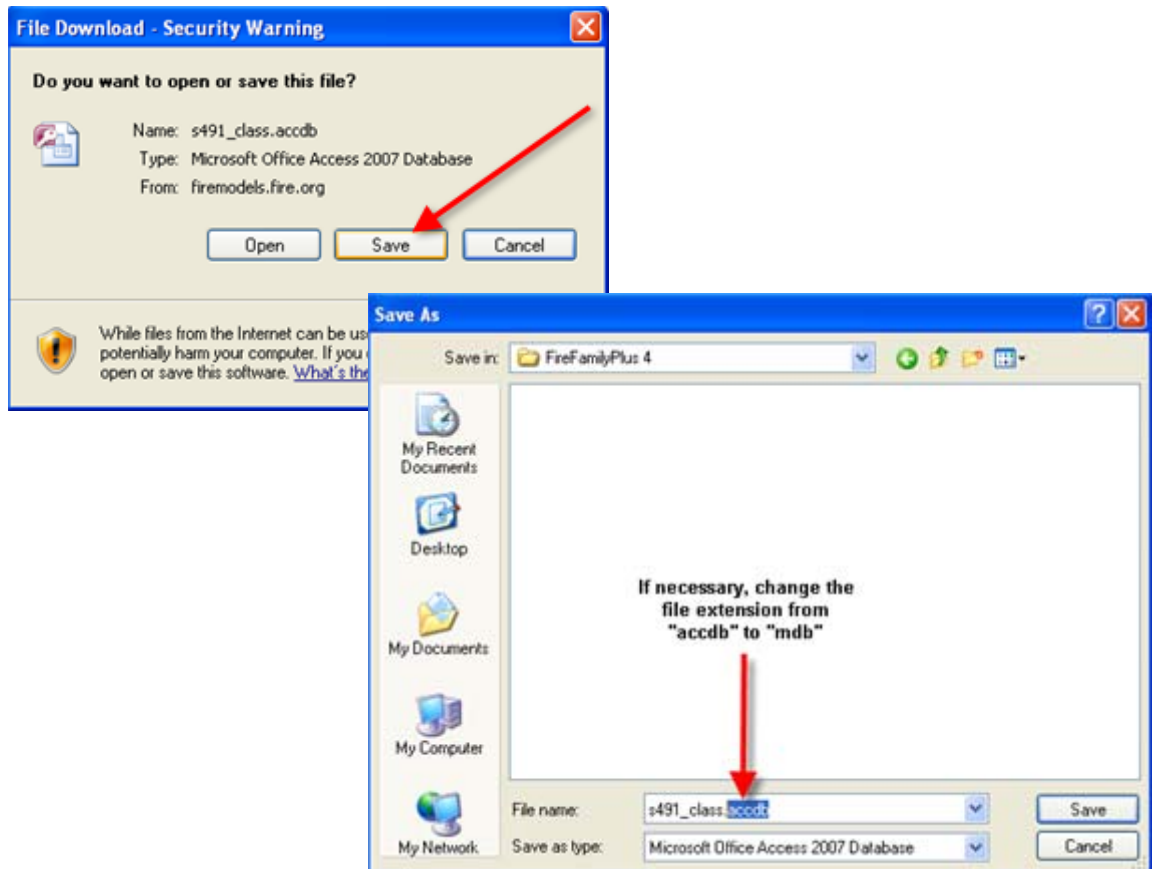 File Download - Security Warning
Do you want to open or save this file?
Name: s491_class.accdb
Type: Microsoft Office Access 2007 Database
From: firemodels.fire.org
Open Save Cancel
While files from the Internet can be
potentially harm your computer. If you
open or save this software. What's the
Save As
Save in: FireFamilyPlus 4
My Recent
Documents
Desktop
My Documents
My Computer
My Network
If necessary, change the
file extension from
"accdb" to "mdb"
File name: s491_class.accdb Save
Save as type: Microsoft Office Access 2007 Database Cancel